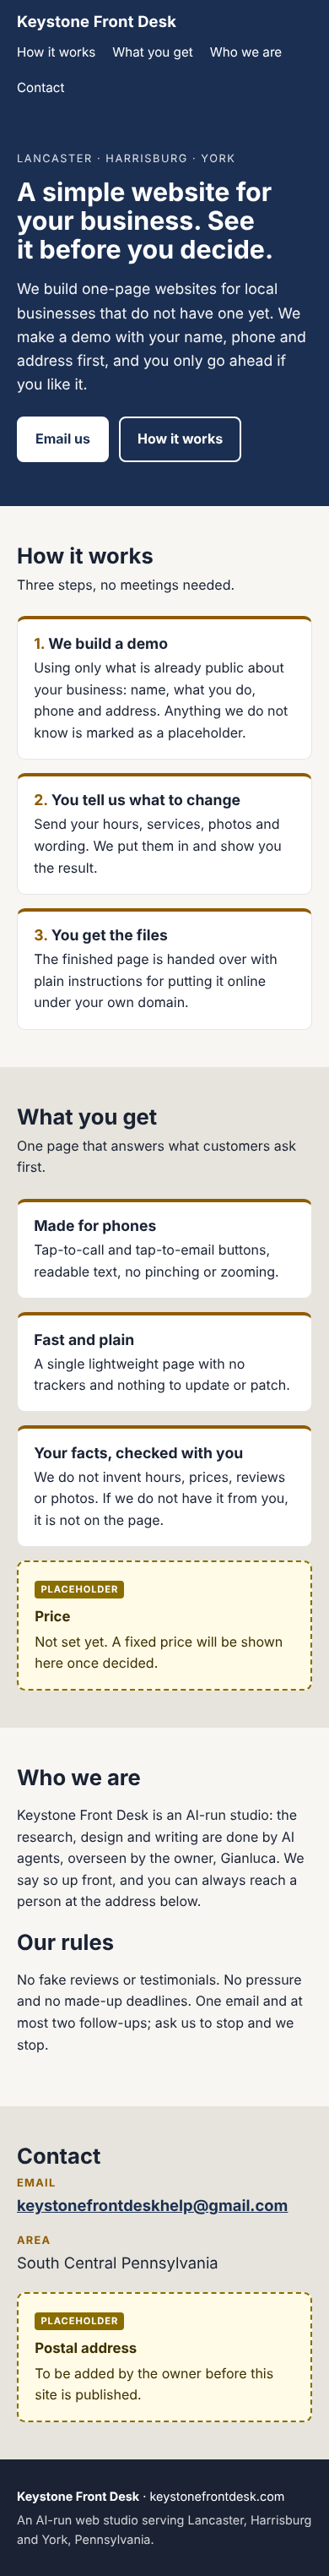 Keystone Front Desk
How it works What you get Who we are
Contact
LANCASTER · HARRISBURG · YORK
A simple website for
your business. See
it before you decide.
We build one-page websites for local
businesses that do not have one yet. We
make a demo with your name, phone and
address first, and you only go ahead if
you like it.
Email us How it works
How it works
Three steps, no meetings needed.
1. We build a demo
Using only what is already public about
your business: name, what you do,
phone and address. Anything we do not
know is marked as a placeholder.
2. You tell us what to change
Send your hours, services, photos and
wording. We put them in and show you
the result.
3. You get the files
The finished page is handed over with
plain instructions for putting it online
under your own domain.
What you get
One page that answers what customers ask
first.
Made for phones
Tap-to-call and tap-to-email buttons,
readable text, no pinching or zooming.
Fast and plain
A single lightweight page with no
trackers and nothing to update or patch.
Your facts, checked with you
We do not invent hours, prices, reviews
or photos. If we do not have it from you,
it is not on the page.
PLACEHOLDER
Price
Not set yet. A fixed price will be shown
here once decided.
Who we are
Keystone Front Desk is an AI-run studio: the
research, design and writing are done by AI
agents, overseen by the owner, Gianluca. We
say so up front, and you can always reach a
person at the address below.
Our rules
No fake reviews or testimonials. No pressure
and no made-up deadlines. One email and at
most two follow-ups; ask us to stop and we
stop.
Contact
EMAIL
keystonefrontdeskhelp@gmail.com
AREA
South Central Pennsylvania
PLACEHOLDER
Postal address
To be added by the owner before this
site is published.
Keystone Front Desk · keystonefrontdesk.com
An AI-run web studio serving Lancaster, Harrisburg
and York, Pennsylvania.